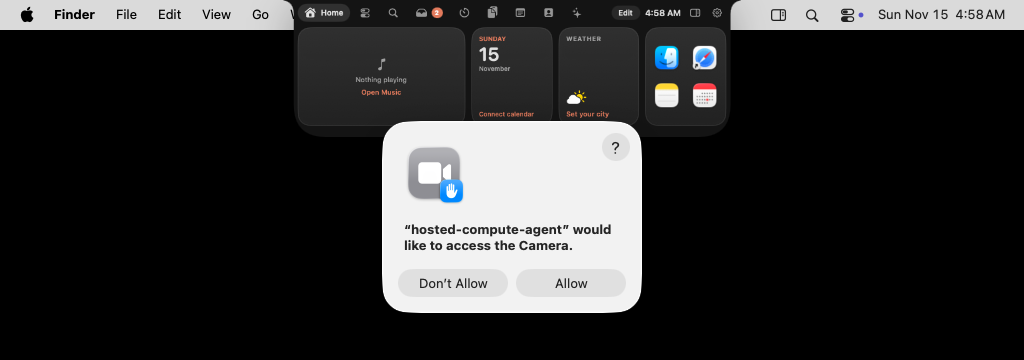 Finder File Edit View Go
Home 2 Edit 4:58 AM
Sun Nov 15 4:58 AM
Nothing playing
Open Music
SUNDAY
15
November
Connect calendar
WEATHER
Set your city
?
“hosted-compute-agent” would
like to access the Camera.
Don’t Allow
Allow